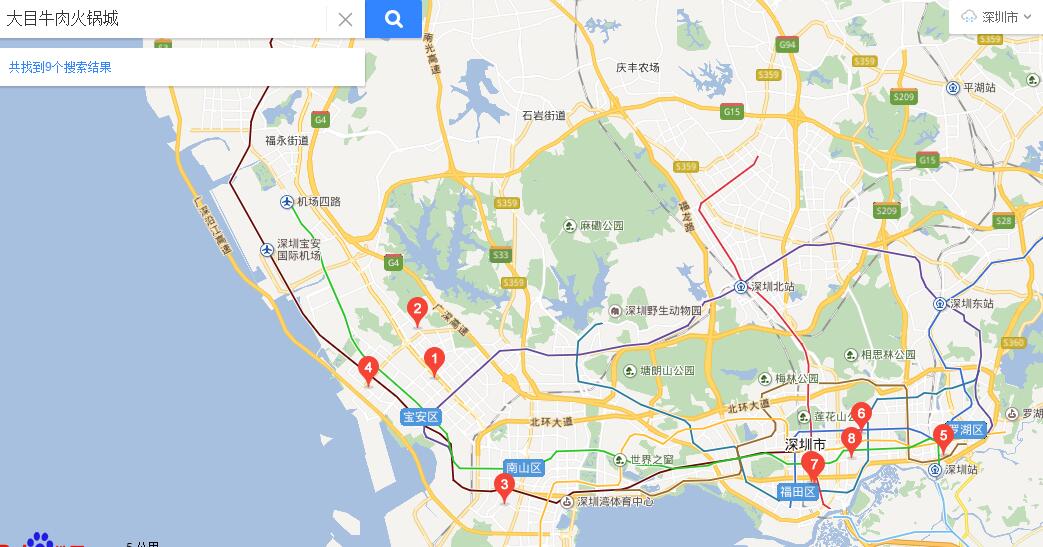 大目牛肉火锅城
深圳市
共找到9个搜索结果
S3
南光高速
G94
S359
S359
庆丰农场
平湖站
S209
G15
石岩街道
G4
福永街道
G15
S359
机场四路
S359
S209
福龙路
S28
麻磡公园
广深沿江高速
深圳宝安
国际机场
S33
G4
S359
深圳北站
深圳东站
2
广深高速
深圳野生动物园
S360
1
相思林公园
4
塘朗山公园
梅林公园
宝安区
北环大道
北环大道
莲花山公
6
罗湖
5
罗湖区
8
深圳市
世界之窗
7
南山区
深圳站
3
福田区
深圳湾体育中心
5 公里